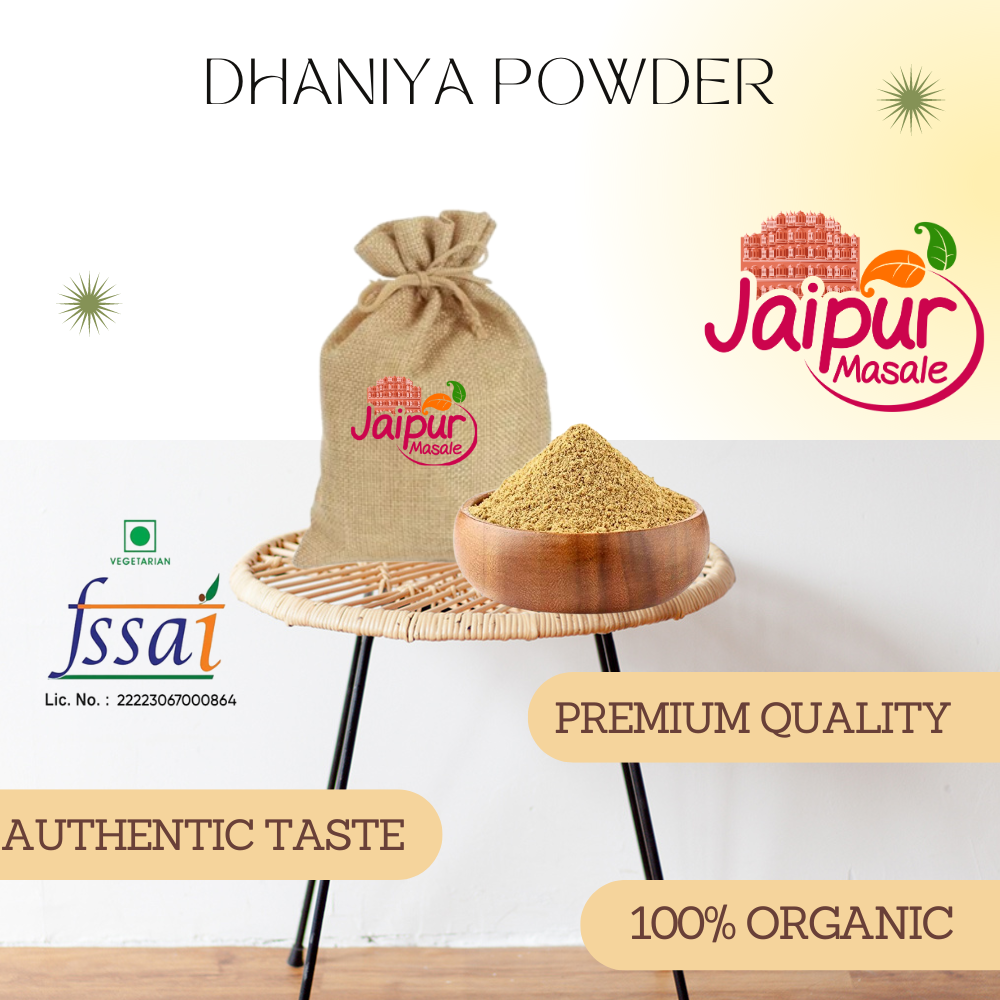 DHANIYA POWDER
Jaipur
Masale
Jaipur
Masale
VEGETARIAN
fssai
Lic. No. : 22223067000864
PREMIUM QUALITY
AUTHENTIC TASTE
100% ORGANIC